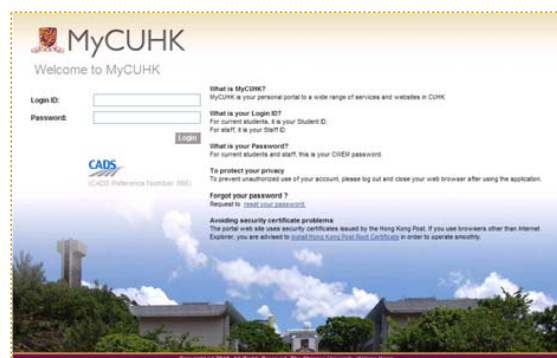 MyCUHK
Welcome to MyCUHK
Login ID:
Password:
Login
CADS
(CADS Reference Number: 066)
What is MyCUHK?
MyCUHK is your personal portal to a wide range of services and websites in CUHK
What is your Login ID?
For current students, it is your Student ID.
For staff, it is your Staff ID.
What is your Password?
For current students and staff, this is your CWEM password.
To protect your privacy
To prevent unauthorized use of your account, please log out and close your web browser after using the application.
Forgot your password ?
Request to reset your password.
Avoiding security certificate problems
The portal web site uses security certificates issued by the Hong Kong Post. If you use browsers other than Internet
Explorer, you are advised to install Hong Kong Post Root Certificate in order to operate smoothly.